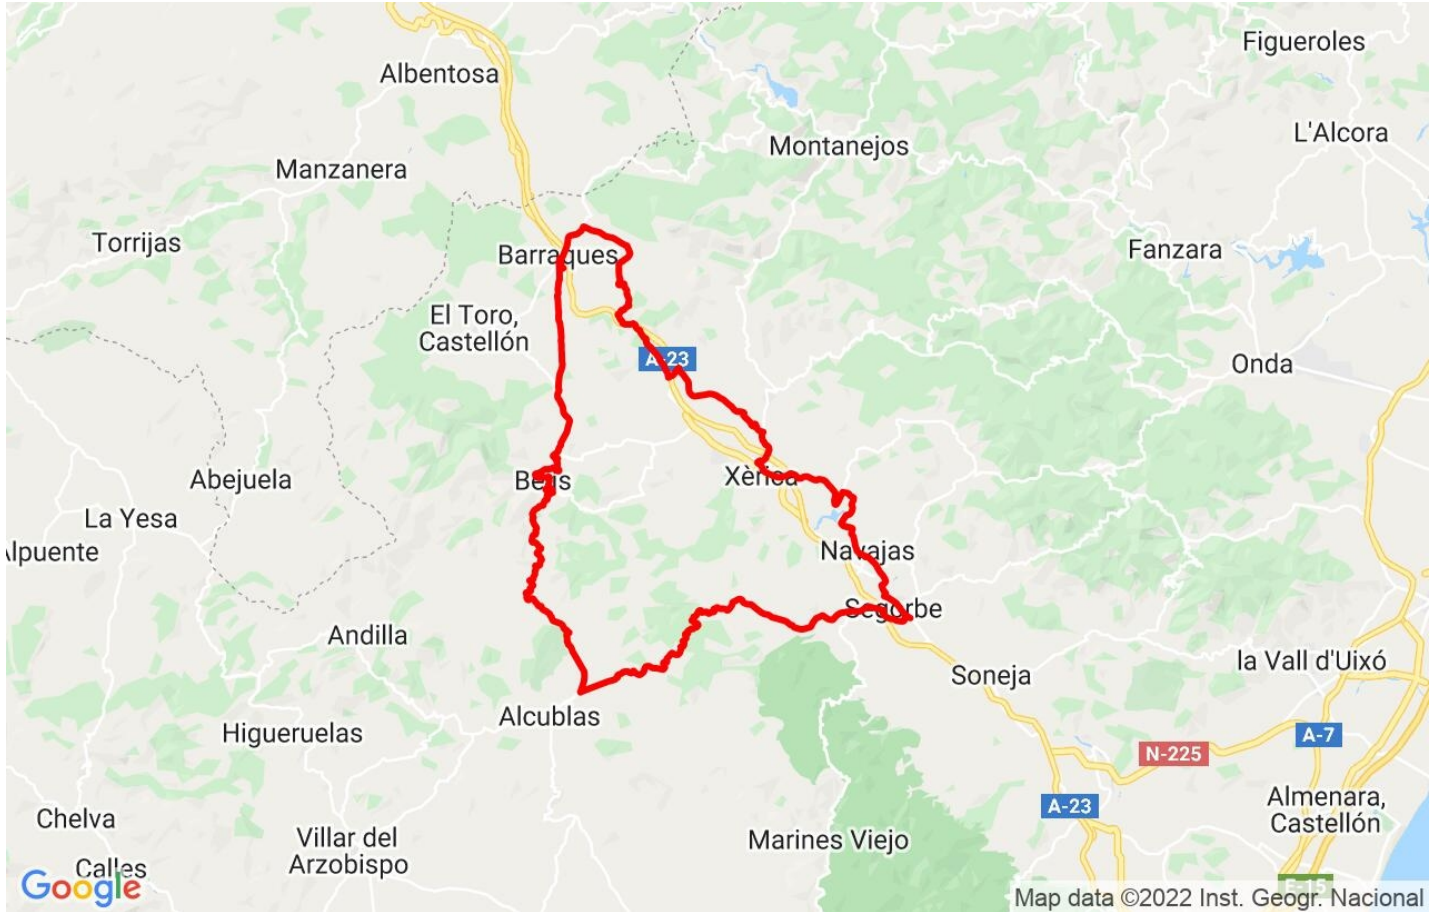 Figueroles
Albentosa
L'Alcora
Montanejos
Manzanera
Torrijas
Fanzara
Barraques
El Toro,
Castellón
A-23
Onda
Abejuela
Bejís
Xèrica
La Yesa
Alpuente
Navajas
Segorbe
Andilla
la Vall d'Uixó
Soneja
Alcublas
Higueruelas
A-7
N-225
A-23
Almenara,
Castellón
Chelva
Villar del
Arzobispo
Marines Viejo
Calles
Google
E-15
Map data ©2022 Inst. Geogr. Nacional